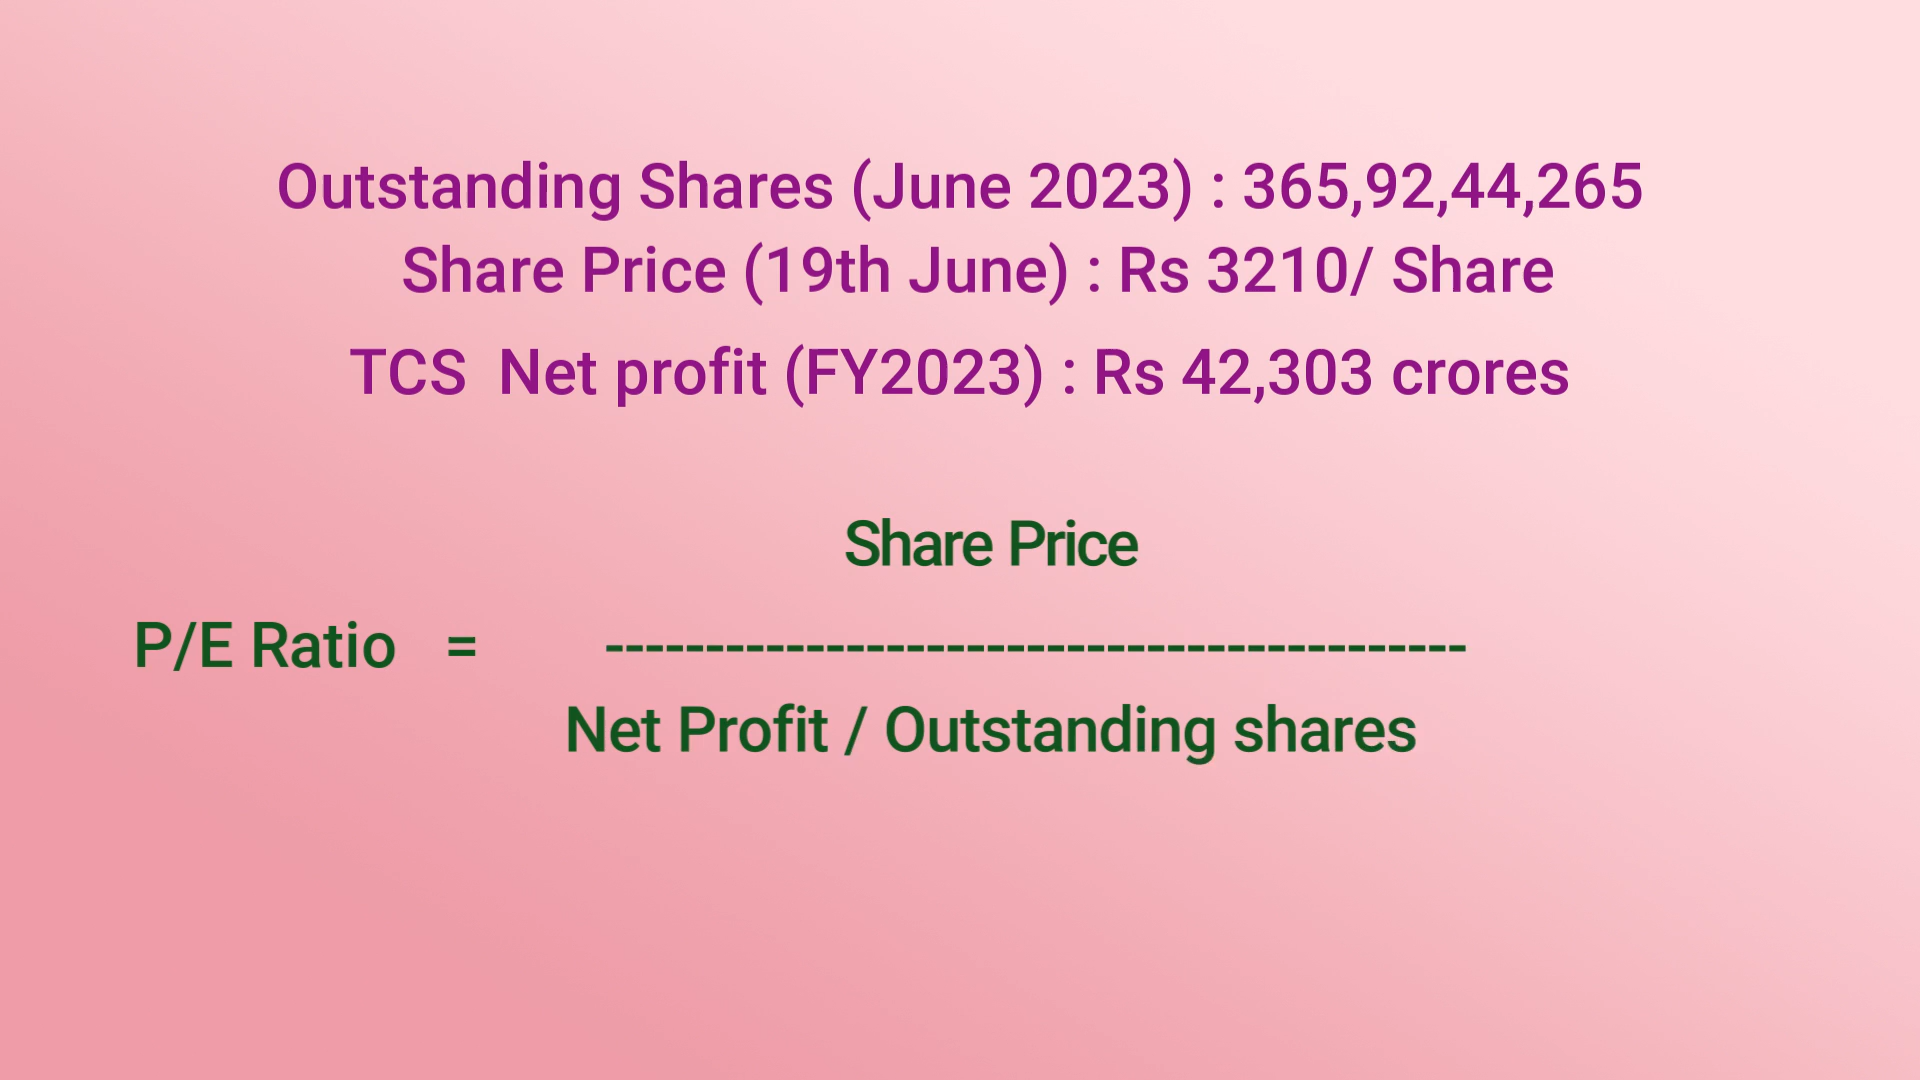 Outstanding Shares (June 2023) : 365,92,44,265
Share Price (19th June) : Rs 3210/ Share
TCS  Net profit (FY2023) : Rs 42,303 crores
Share Price
P/E Ratio   =   -------------------------------------------
Net Profit / Outstanding shares